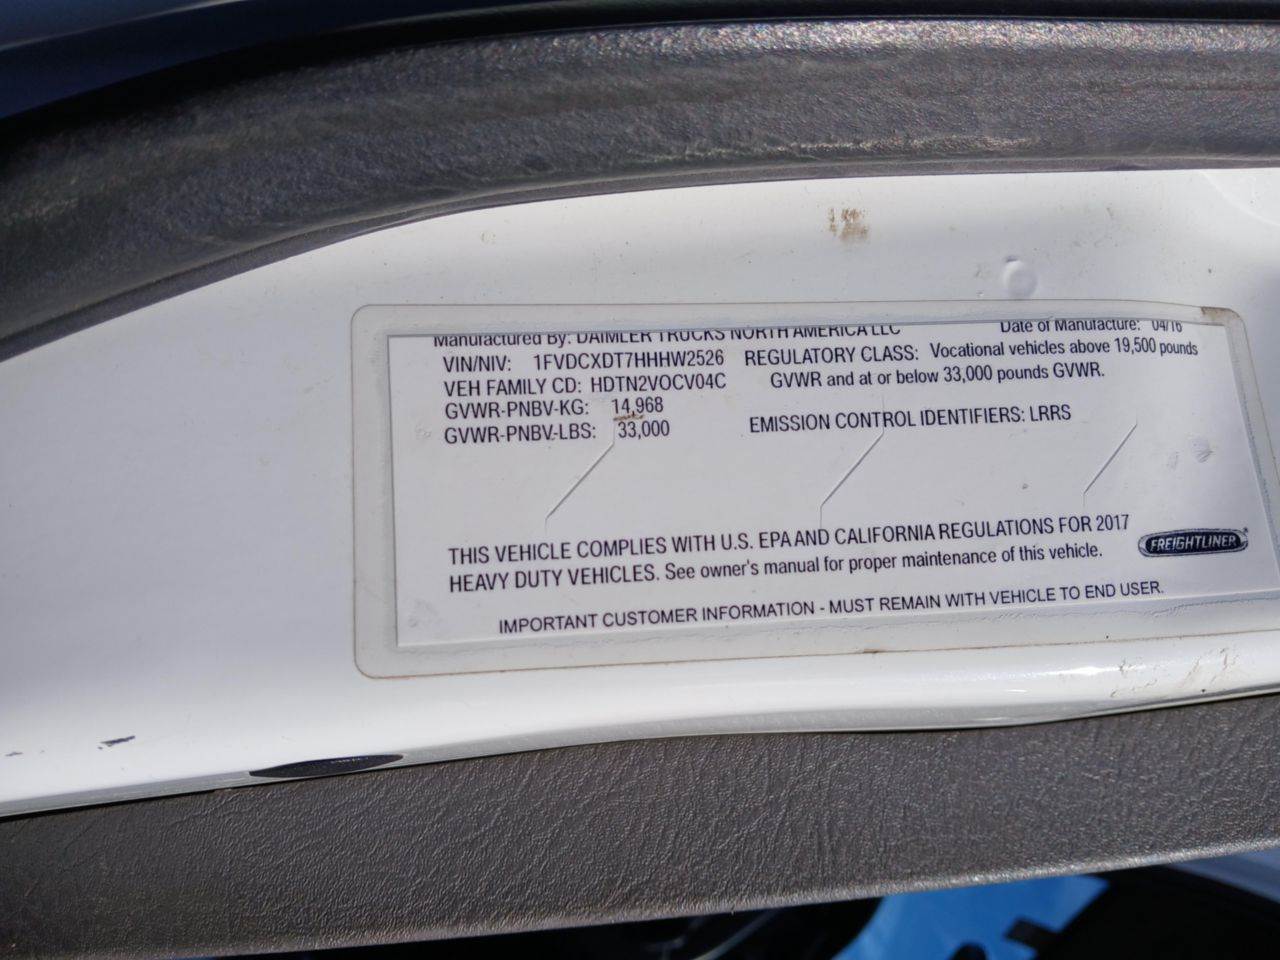 Manufactured By: DAIMLER TRUCKS NORTH AMERICA LLC Date of Manufacture: 04/16
VIN/NIV: 1FVDCXDT7HHHW2526 REGULATORY CLASS: Vocational vehicles above 19,500 pounds
VEH FAMILY CD: HDTN2VOCV04C GVWR and at or below 33,000 pounds GVWR.
GVWR-PNBV-KG: 14,968
GVWR-PNBV-LBS: 33,000 EMISSION CONTROL IDENTIFIERS: LRRS
THIS VEHICLE COMPLIES WITH U.S. EPA AND CALIFORNIA REGULATIONS FOR 2017
HEAVY DUTY VEHICLES. See owner's manual for proper maintenance of this vehicle.
FREIGHTLINER
IMPORTANT CUSTOMER INFORMATION - MUST REMAIN WITH VEHICLE TO END USER.